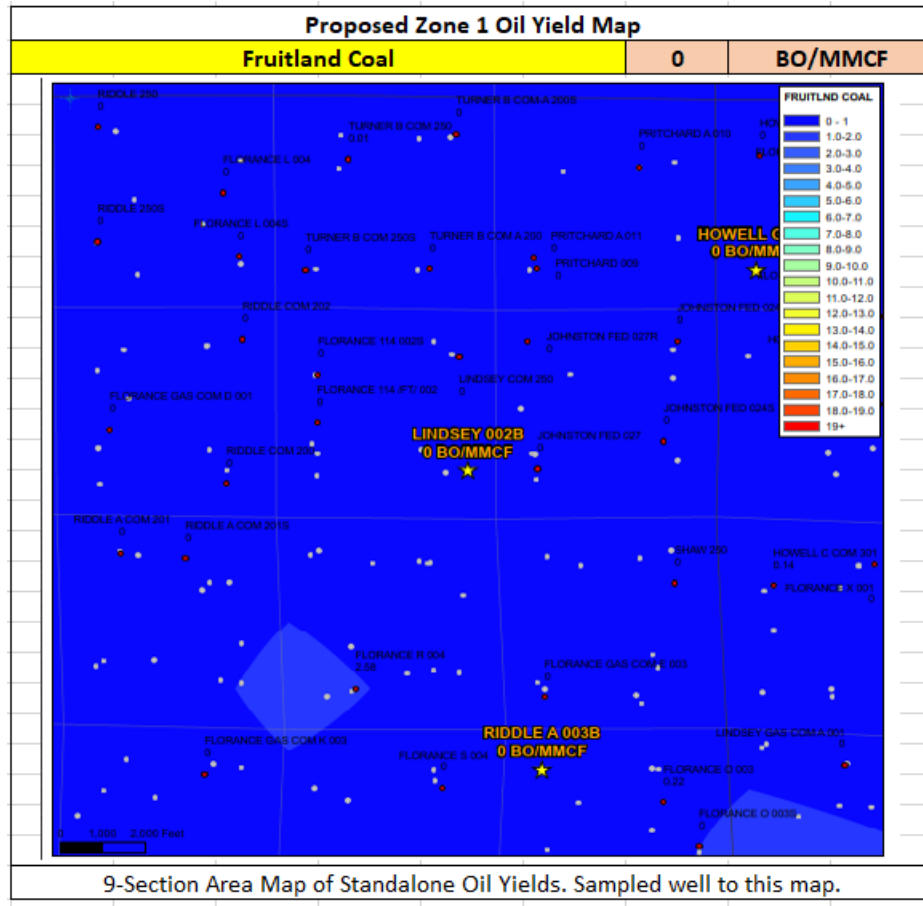 Proposed Zone 1 Oil Yield Map
Fruitland Coal 0 BO/MMCF
RIDDLE 250
0
TURNER B COM-A 200S
0
TURNER B COM 250
0.01
PRITCHARD A 010
0
0
FLORANCE L 004
0
FRUITLND COAL
0 - 1
1.0-2.0
2.0-3.0
3.0-4.0
4.0-5.0
5.0-6.0
6.0-7.0
7.0-8.0
8.0-9.0
9.0-10.0
10.0-11.0
11.0-12.0
12.0-13.0
13.0-14.0
14.0-15.0
15.0-16.0
16.0-17.0
17.0-18.0
18.0-19.0
19+
RIDDLE 250S
0
FLORANCE L 004S
0
TURNER B COM 250S
0
TURNER B COM A 200
0
PRITCHARD A 011
0
PRITCHARD 009
0
HOWELL C
0 BO/MM
RIDDLE COM 202
0
JOHNSTON FED 024
0
FLORANCE 114 002S
0
JOHNSTON FED 027R
0
LINDSEY COM 250
0
FLORANCE GAS COM D 001
0
FLORANCE 114 /FT/ 002
0
JOHNSTON FED 024S
0
LINDSEY 002B
0 BO/MMCF
JOHNSTON FED 027
0
RIDDLE COM 200
0
RIDDLE A COM 201
0
RIDDLE A COM 201S
0
SHAW 250
0
HOWELL C COM 301
0.14
FLORANCE X 001
0
FLORANCE R 004
2.58
FLORANCE GAS COM E 003
0
RIDDLE A 003B
0 BO/MMCF
LINDSEY GAS COM A 001
0
FLORANCE GAS COM K 003
0
FLORANCE S 004
0
FLORANCE Q 003
0.22
FLORANCE O 003S
0
0 1,000 2,000 Feet
9-Section Area Map of Standalone Oil Yields. Sampled well to this map.